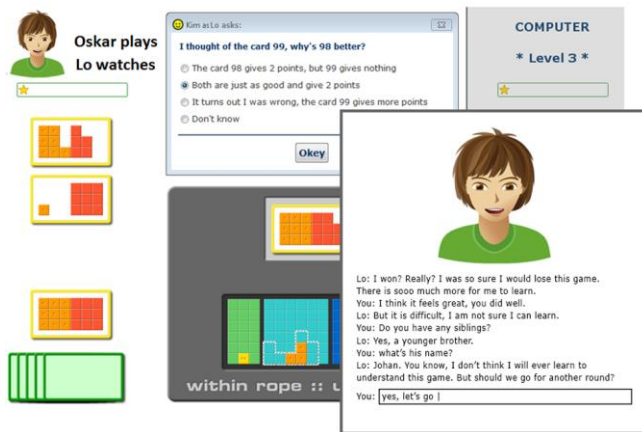 Oskar plays
Lo watches
Kim as Lo asks:
I thought of the card 99, why's 98 better?
The card 98 gives 2 points, but 99 gives nothing
Both are just as good and give 2 points
It turns out I was wrong, the card 99 gives more points
Don't know
Okey
COMPUTER
* Level 3 *
within rope :: u
Lo: I won? Really? I was so sure I would lose this game.
There is sooo much more for me to learn.
You: I think it feels great, you did well.
Lo: But it is difficult, I am not sure I can learn.
You: Do you have any siblings?
Lo: Yes, a younger brother.
You: what's his name?
Lo: Johan. You know, I don't think I will ever learn to
understand this game. But should we go for another round?
You: yes, let's go |